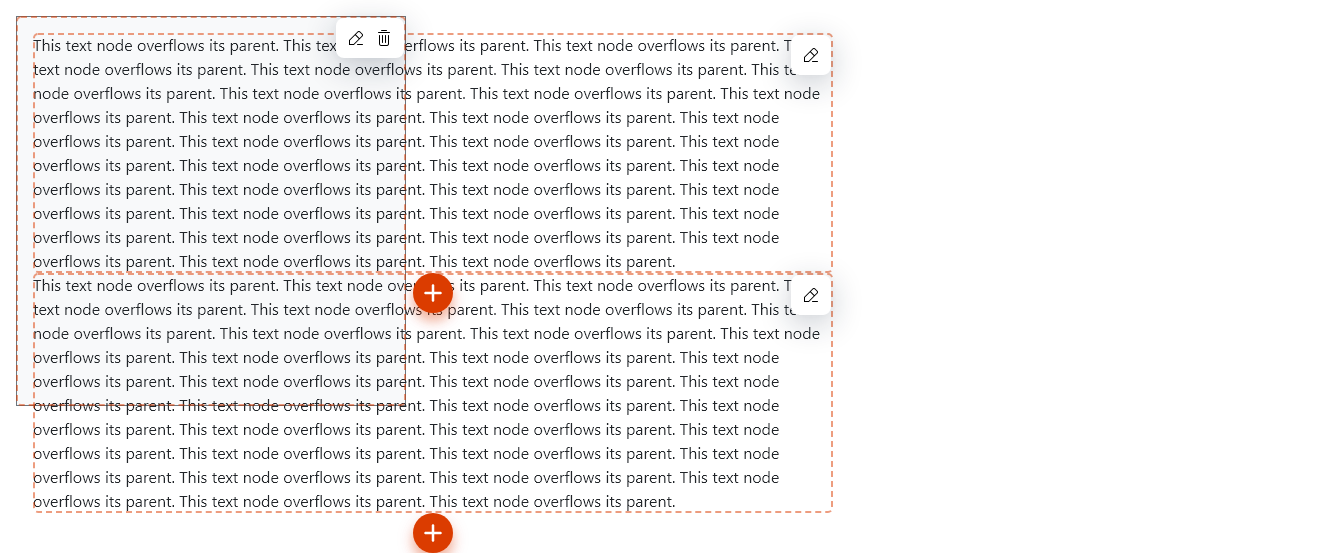 This text node overflows its parent. This tex erflows its parent. This text node overflows its parent. T
text node overflows its parent. This text node overflows its parent. This text node overflows its parent. This te
node overflows its parent. This text node overflows its parent. This text node overflows its parent. This text node
overflows its parent. This text node overflows its parent. This text node overflows its parent. This text node
overflows its parent. This text node overflows its parent. This text node overflows its parent. This text node
overflows its parent. This text node overflows its parent. This text node overflows its parent. This text node
overflows its parent. This text node overflows its parent. This text node overflows its parent. This text node
overflows its parent. This text node overflows its parent. This text node overflows its parent. This text node
overflows its parent. This text node overflows its parent. This text node overflows its parent. This text node
overflows its parent. This text node overflows its parent. This text node overflows its parent.
This text node overflows its parent. This text node ove its parent. This text node overflows its parent. T
text node overflows its parent. This text node overflows its parent. This text node overflows its parent. This te
node overflows its parent. This text node overflows its parent. This text node overflows its parent. This text node
overflows its parent. This text node overflows its parent. This text node overflows its parent. This text node
overflows its parent. This text node overflows its parent. This text node overflows its parent. This text node
overflows its parent. This text node overflows its parent. This text node overflows its parent. This text node
overflows its parent. This text node overflows its parent. This text node overflows its parent. This text node
overflows its parent. This text node overflows its parent. This text node overflows its parent. This text node
overflows its parent. This text node overflows its parent. This text node overflows its parent. This text node
overflows its parent. This text node overflows its parent. This text node overflows its parent.